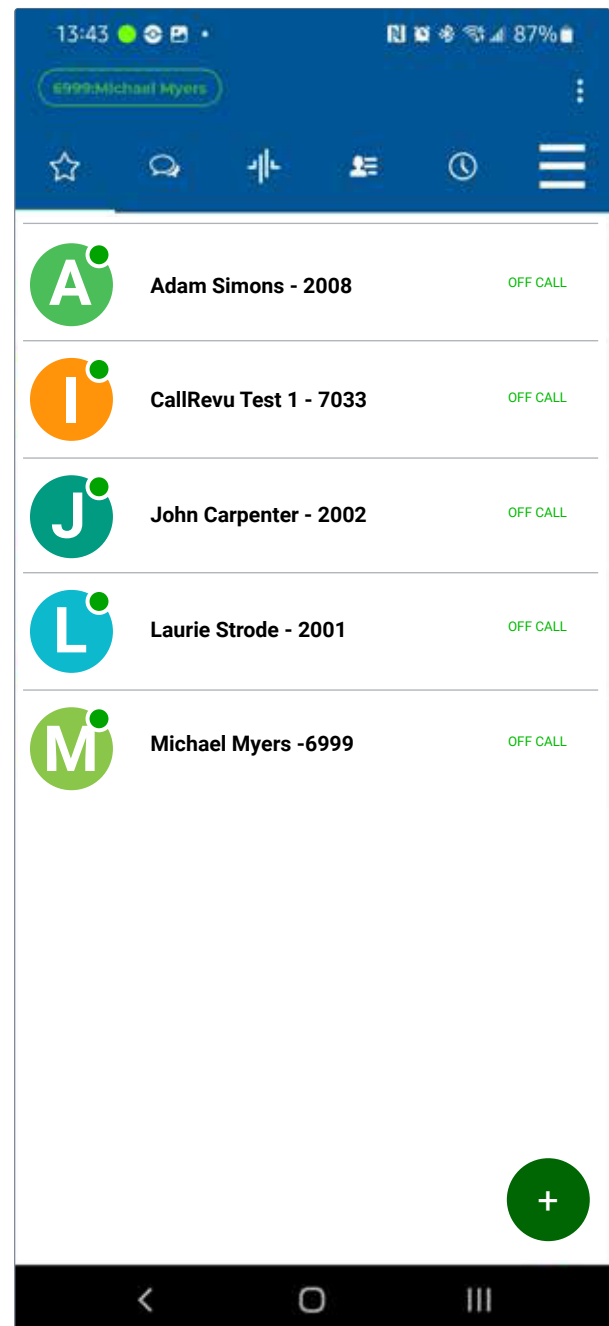 13:43
87%
6999:Michael Myers
A
Adam Simons - 2008
OFF CALL
I
CallRevu Test 1 - 7033
OFF CALL
J
John Carpenter - 2002
OFF CALL
L
Laurie Strode - 2001
OFF CALL
M
Michael Myers -6999
OFF CALL
+